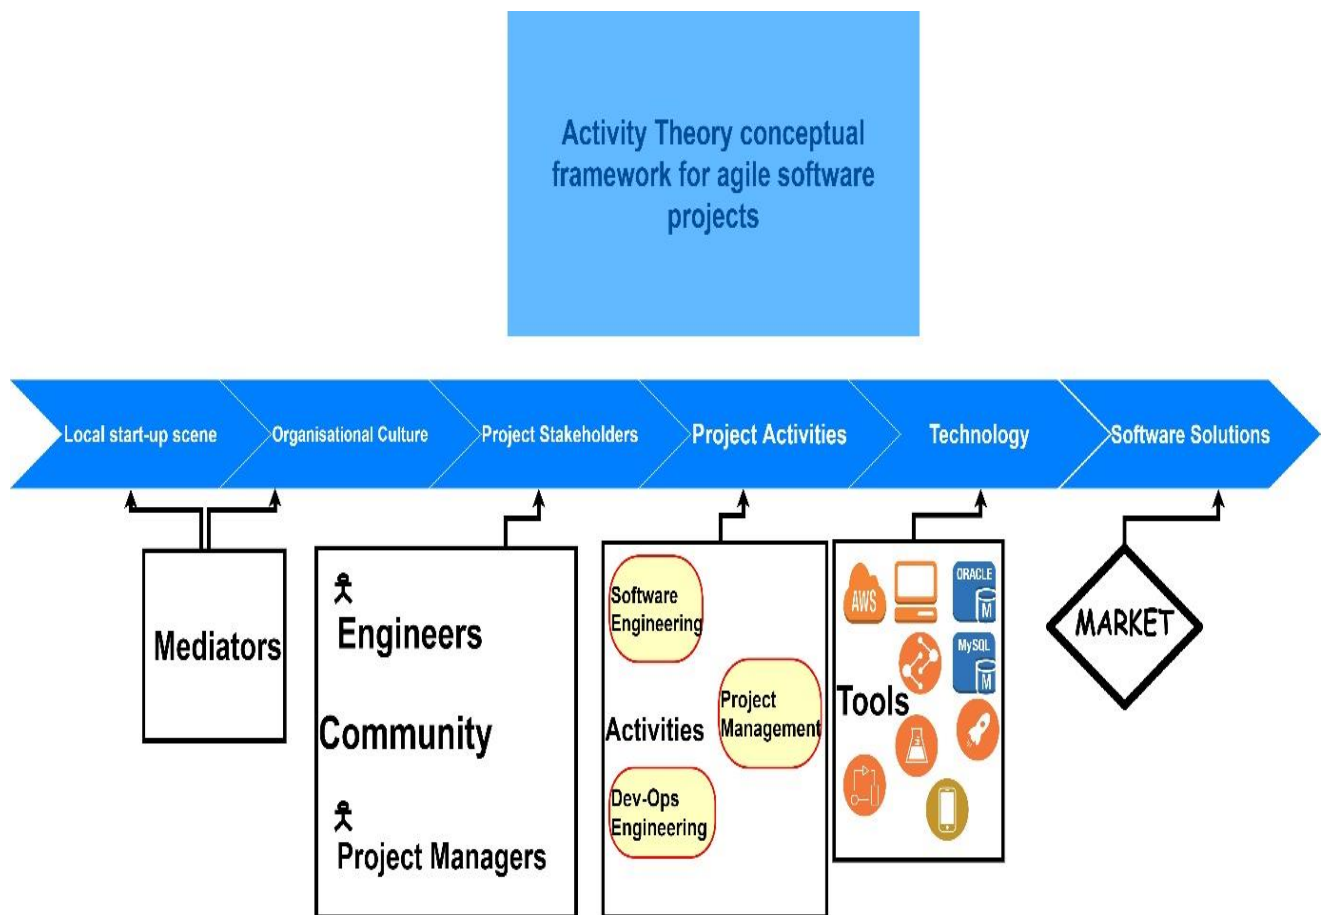 Activity Theory conceptual
framework for agile software
projects
Local start-up scene
Organisational Culture
Project Stakeholders
Project Activities
Technology
Software Solutions
Mediators
Engineers
Community
Project Managers
Software
Engineering
Project
Management
Activities
Dev-Ops
Engineering
AWS
ORACLE
M
MySQL
M
Tools
MARKET